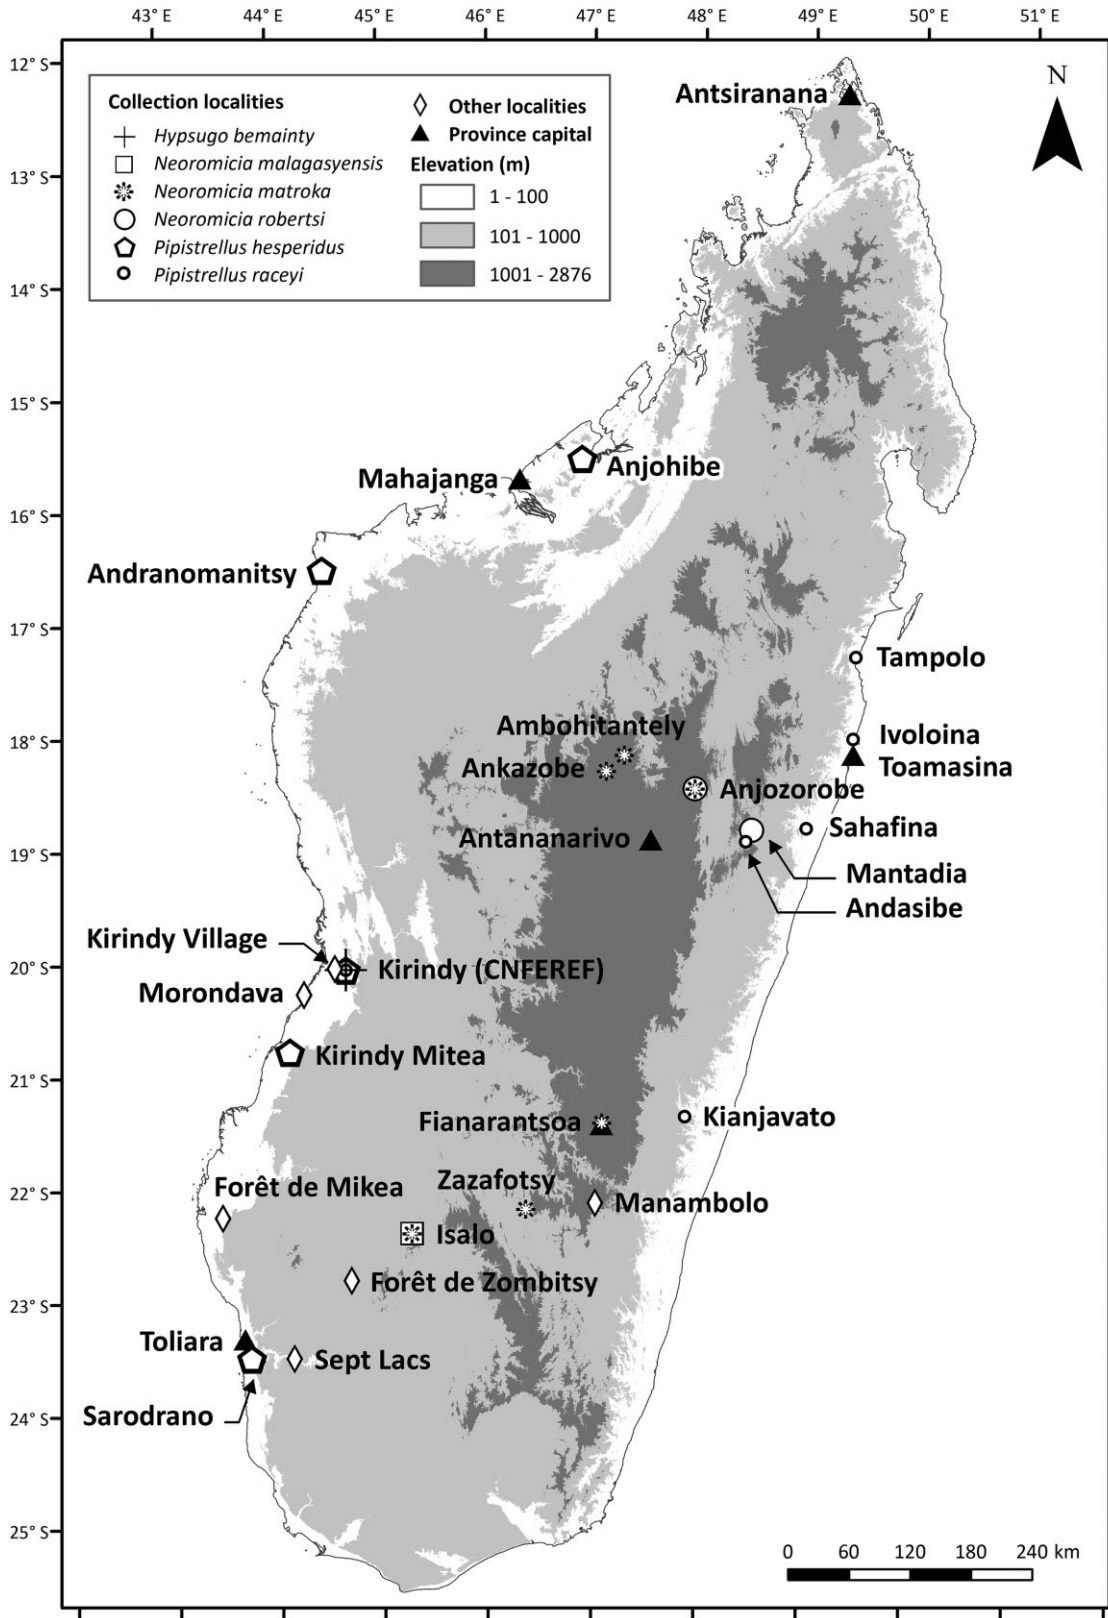 43° E 44° E 45° E 46° E 47° E 48° E 49° E 50° E 51° E
12° S
13° S
14° S
15° S
16° S
17° S
18° S
19° S
20° S
21° S
22° S
23° S
24° S
25° S
Collection localities
Hypsugo bemainty
Neoromicia malagasyensis
Neoromicia matroka
Neoromicia robertsi
Pipistrellus hesperidus
Pipistrellus raceyi
Other localities
Province capital
Elevation (m)
1 - 100
101 - 1000
1001 - 2876
N
Antsiranana
Mahajanga
Anjohibe
Andranomanitsy
Tampolo
Ambohitantely
Ivoloina
Ankazobe
Toamasina
Anjozorobe
Antananarivo
Sahafina
Mantadia
Andasibe
Kirindy Village
Kirindy (CNFEREF)
Morondava
Kirindy Mitea
Fianarantsoa
Kianjavato
Zazafotsy
Forêt de Mikea
Manambolo
Isalo
Forêt de Zombitsy
Toliara
Sept Lacs
Sarodrano
0 60 120 180 240 km